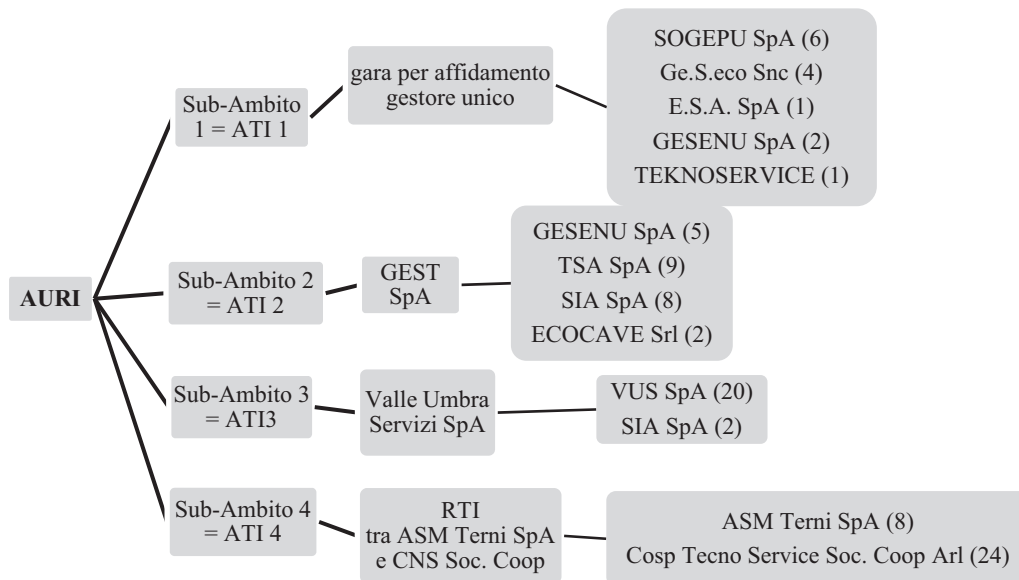 AURI
Sub-Ambito
1 = ATI 1
gara per affidamento
gestore unico
SOGEPU SpA (6)
Ge.S.eco Snc (4)
E.S.A. SpA (1)
GESENU SpA (2)
TEKNOSERVICE (1)
Sub-Ambito 2
= ATI 2
GEST
SpA
GESENU SpA (5)
TSA SpA (9)
SIA SpA (8)
ECOCAVE Srl (2)
Sub-Ambito 3
= ATI3
Valle Umbra
Servizi SpA
VUS SpA (20)
SIA SpA (2)
Sub-Ambito 4
= ATI 4
RTI
tra ASM Terni SpA
e CNS Soc. Coop
ASM Terni SpA (8)
Cosp Tecno Service Soc. Coop Arl (24)